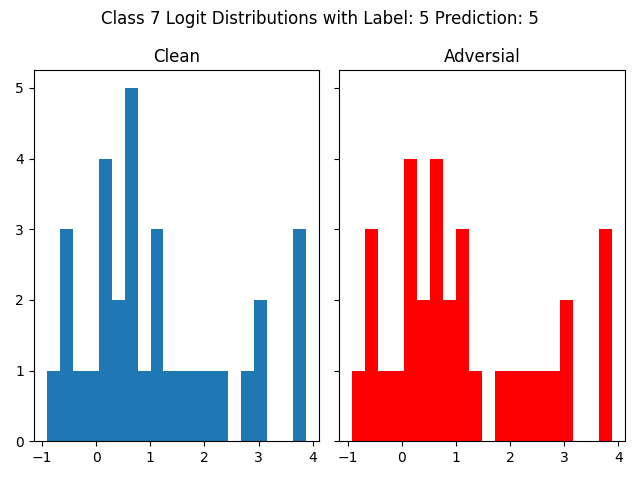 Class 7 Logit Distributions with Label: 5 Prediction: 5
Clean
Adversial
5
4
3
2
1
0
−1 0 1 2 3 4
−1 0 1 2 3 4